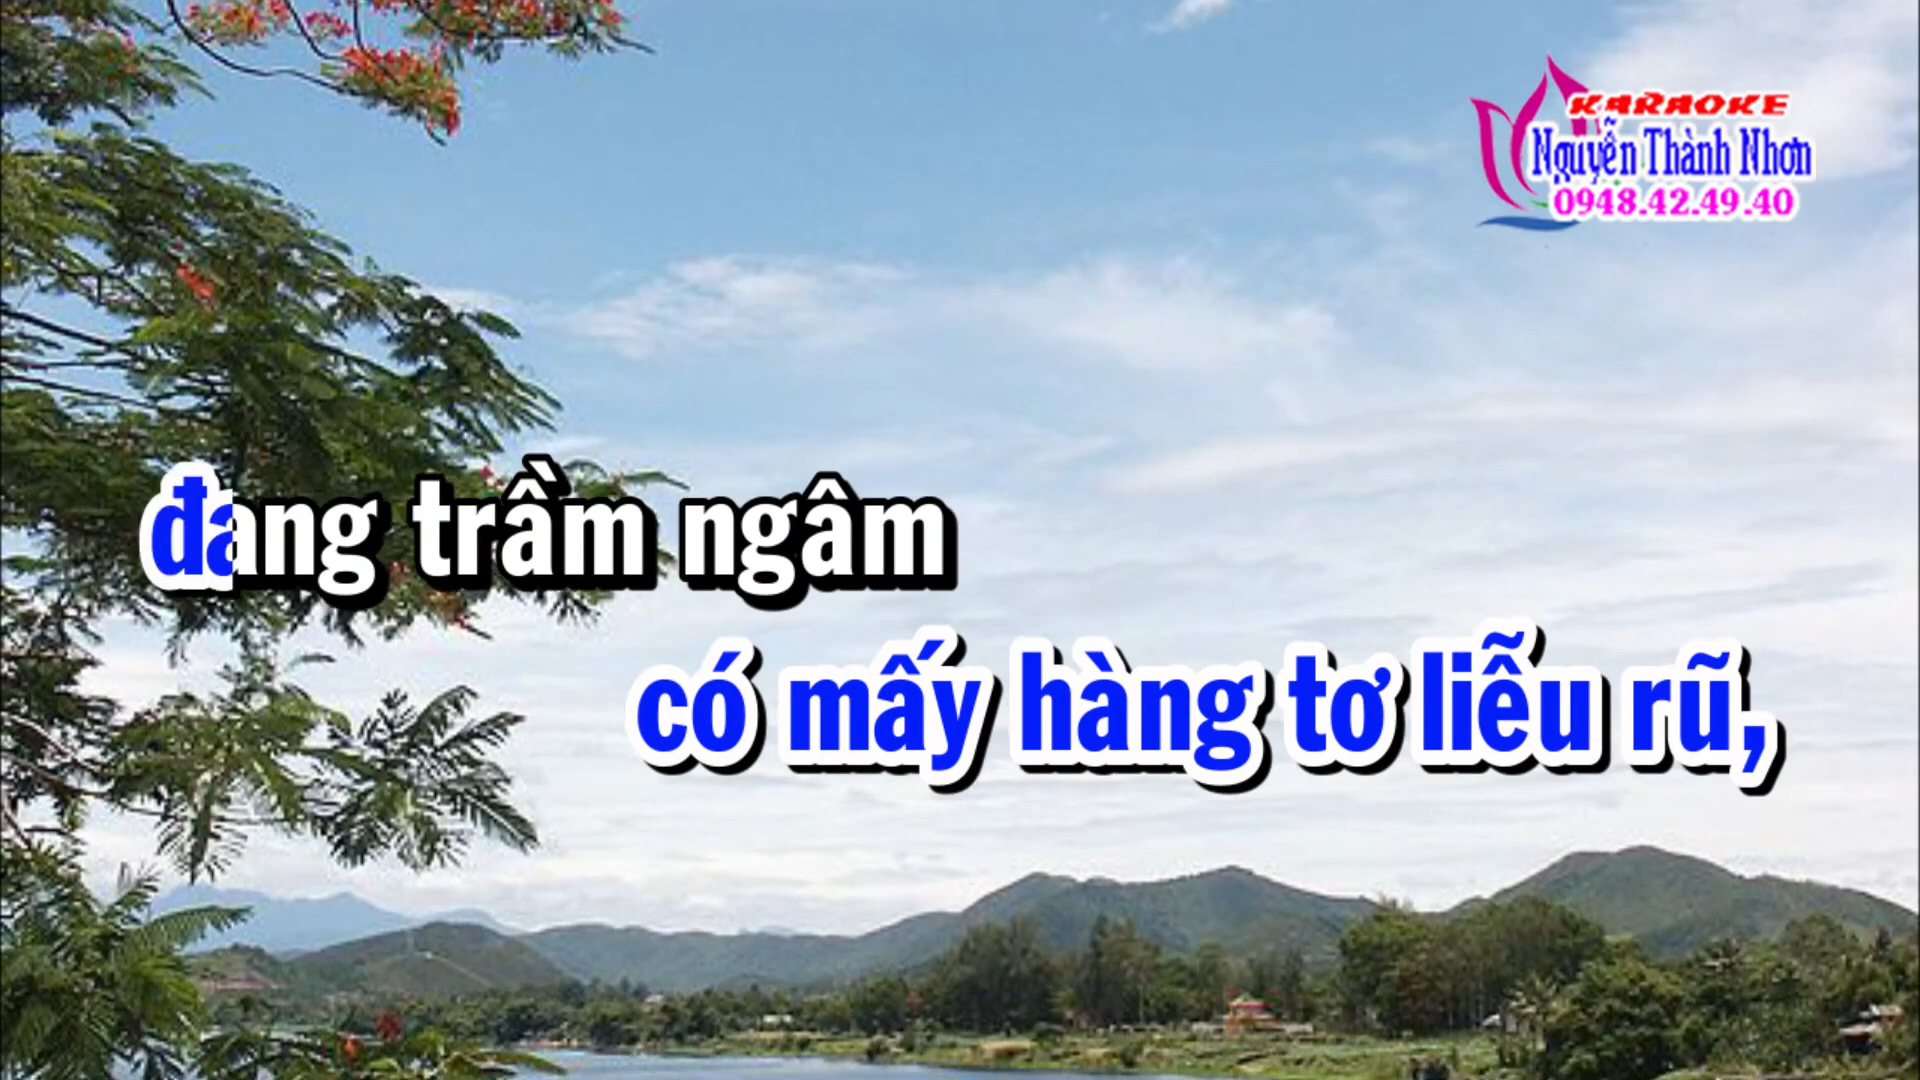 KARAOKE
Nguyễn Thành Nhơn
0948.42.49.40
đang trầm ngâm
có mấy hàng tơ liễu rũ,